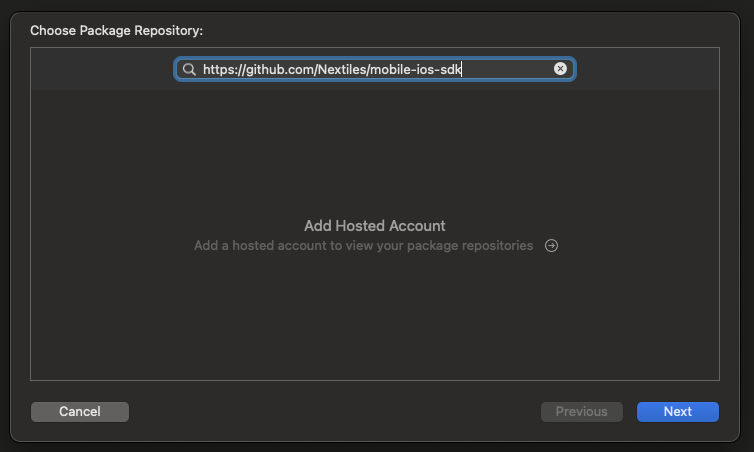 Choose Package Repository:
https://github.com/Nextiles/mobile-ios-sdk
Add Hosted Account
Add a hosted account to view your package repositories
Cancel
Previous
Next